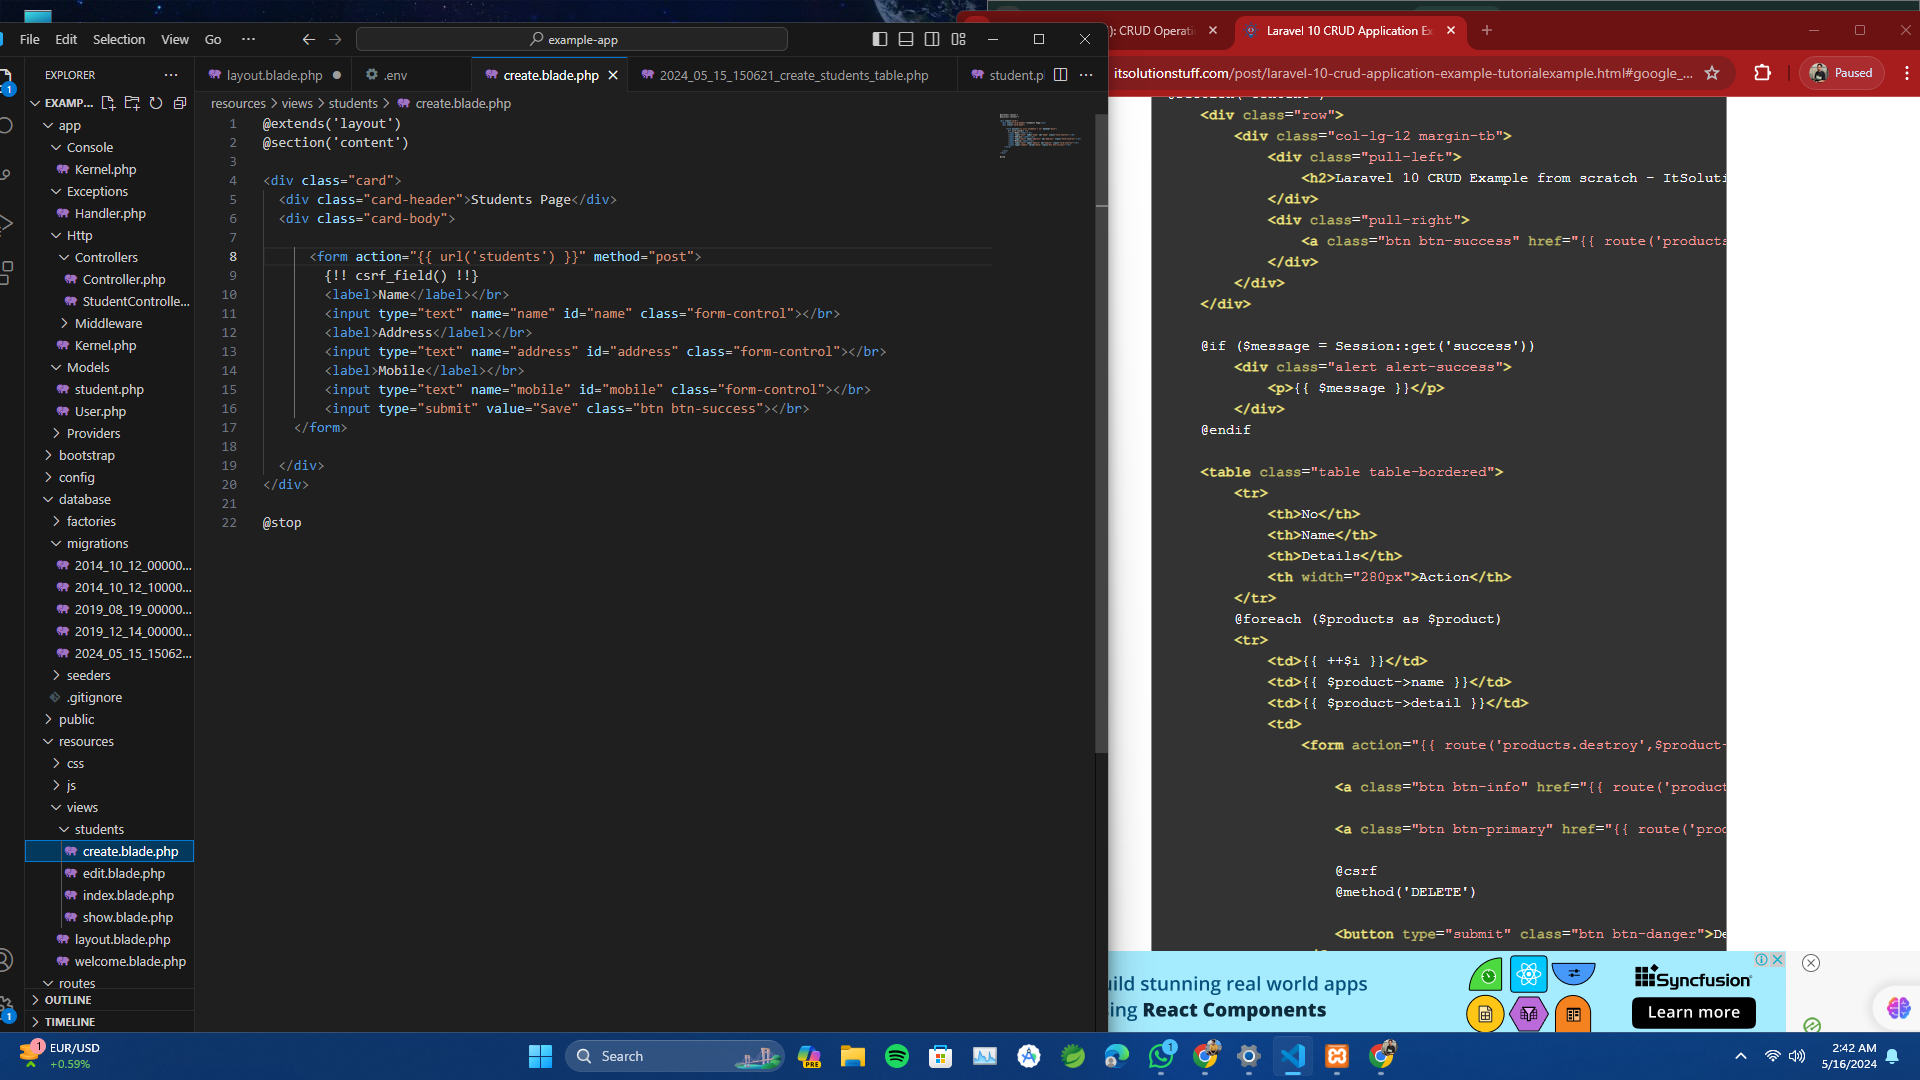 File Edit Selection View Go ···
example-app
EXPLORER
EXAMP...
app
Console
Kernel.php
Exceptions
Handler.php
Http
Controllers
Controller.php
StudentControlle...
Middleware
Kernel.php
Models
student.php
User.php
Providers
bootstrap
config
database
factories
migrations
2014_10_12_00000...
2014_10_12_10000...
2019_08_19_00000...
2019_12_14_00000...
2024_05_15_15062...
seeders
.gitignore
public
resources
css
js
views
students
create.blade.php
edit.blade.php
index.blade.php
show.blade.php
layout.blade.php
welcome.blade.php
routes
OUTLINE
TIMELINE
1
1
layout.blade.php
.env
create.blade.php
2024_05_15_150621_create_students_table.php
student.p
resources > views > students > create.blade.php
1 @extends('layout')
2 @section('content')
3
4 <div class="card">
5 <div class="card-header">Students Page</div>
6 <div class="card-body">
7
8 <form action="{{ url('students') }}" method="post">
9 {!! csrf_field() !!}
10 <label>Name</label></br>
11 <input type="text" name="name" id="name" class="form-control"></br>
12 <label>Address</label></br>
13 <input type="text" name="address" id="address" class="form-control"></br>
14 <label>Mobile</label></br>
15 <input type="text" name="mobile" id="mobile" class="form-control"></br>
16 <input type="submit" value="Save" class="btn btn-success"></br>
17 </form>
18
19 </div>
20 </div>
21
22 @stop
): CRUD Operati
Laravel 10 CRUD Application Ex
itsolutionstuff.com/post/laravel-10-crud-application-example-tutorialexample.html#google_...
Paused
<div class="row">
<div class="col-lg-12 margin-tb">
<div class="pull-left">
<h2>Laravel 10 CRUD Example from scratch - ItSoluti
</div>
<div class="pull-right">
<a class="btn btn-success" href="{{ route('products
</div>
</div>
</div>
@if ($message = Session::get('success'))
<div class="alert alert-success">
<p>{{ $message }}</p>
</div>
@endif
<table class="table table-bordered">
<tr>
<th>No</th>
<th>Name</th>
<th>Details</th>
<th width="280px">Action</th>
</tr>
@foreach ($products as $product)
<tr>
<td>{{ ++$i }}</td>
<td>{{ $product->name }}</td>
<td>{{ $product->detail }}</td>
<td>
<form action="{{ route('products.destroy',$product-
<a class="btn btn-info" href="{{ route('product
<a class="btn btn-primary" href="{{ route('proc
@csrf
@method('DELETE')
<button type="submit" class="btn btn-danger">De
uild stunning real world apps
ing React Components
Syncfusion
Learn more
1
EUR/USD
+0.59%
Search
PRE
1
2:42 AM
5/16/2024